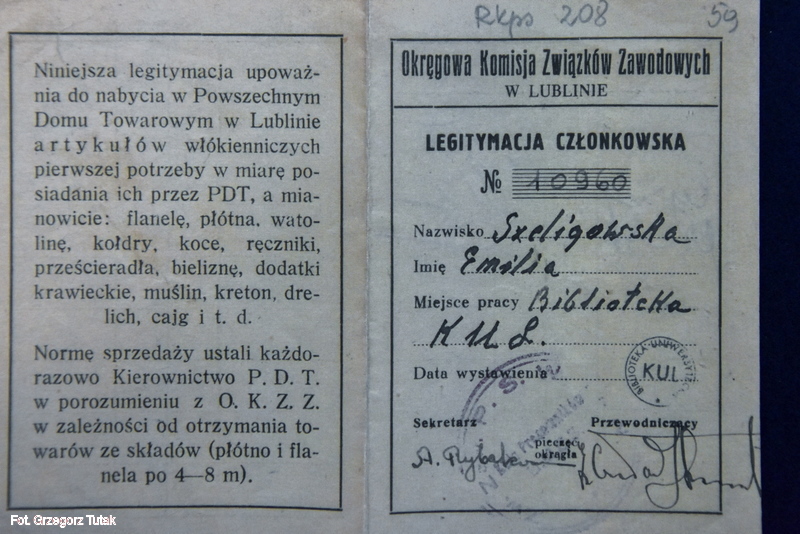 Niniejsza legitymacja upoważ-
nia do nabycia w Powszechnym
Domu Towarowym w Lublinie
artykułów włókienniczych
pierwszej potrzeby w miarę po-
siadania ich przez PDT, a mia-
nowicie: flanelę, płótna, wato-
linę, kołdry, koce, ręczniki,
prześcieradła, bieliznę, dodatki
krawieckie, muślin, kreton, dre-
lich, cajg i t. d.
Normę sprzedaży ustali każdo-
razowo Kierownictwo P. D. T.
w porozumieniu z O. K. Z. Z.
w zależności od otrzymania to-
warów ze składów (płótno i fla-
nela po 4—8 m).
Rkps 208
59
Okręgowa Komisja Związków Zawodowych
W LUBLINIE
LEGITYMACJA CZŁONKOWSKA
№ 10960
Nazwisko Szeligowska
Imię Emilia
Miejsce pracy Biblioteka
K U L.
Data wystawienia
BIBLIOTEKA UNIWERSYTECKA
KUL
Sekretarz
Przewodniczący
pieczęć
okrągła
Fot. Grzegorz Tutak